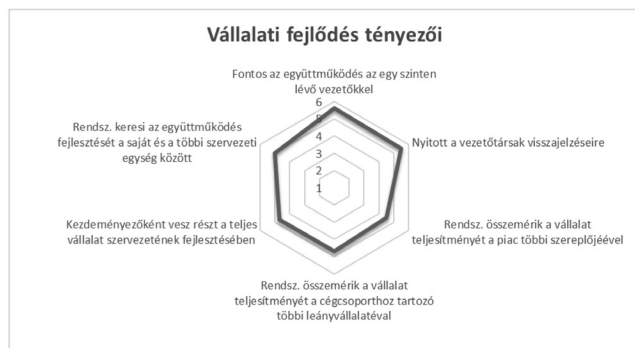 Vállalati fejlődés tényezői
Fontos az együttműködés az egy szinten
lévő vezetőkkel
6
5
4
3
2
1
Nyitott a vezetőtársak visszajelzéseire
Rendsz. összemérik a vállalat
teljesítményét a piac többi szereplőjéével
Rendsz. összemérik a vállalat
teljesítményét a cégcsoporthoz tartozó
többi leányvállalatéval
Kezdeményezőként vesz részt a teljes
vállalat szervezetének fejlesztésében
Rendsz. keresi az együttműködés
fejlesztését a saját és a többi szervezeti
egység között